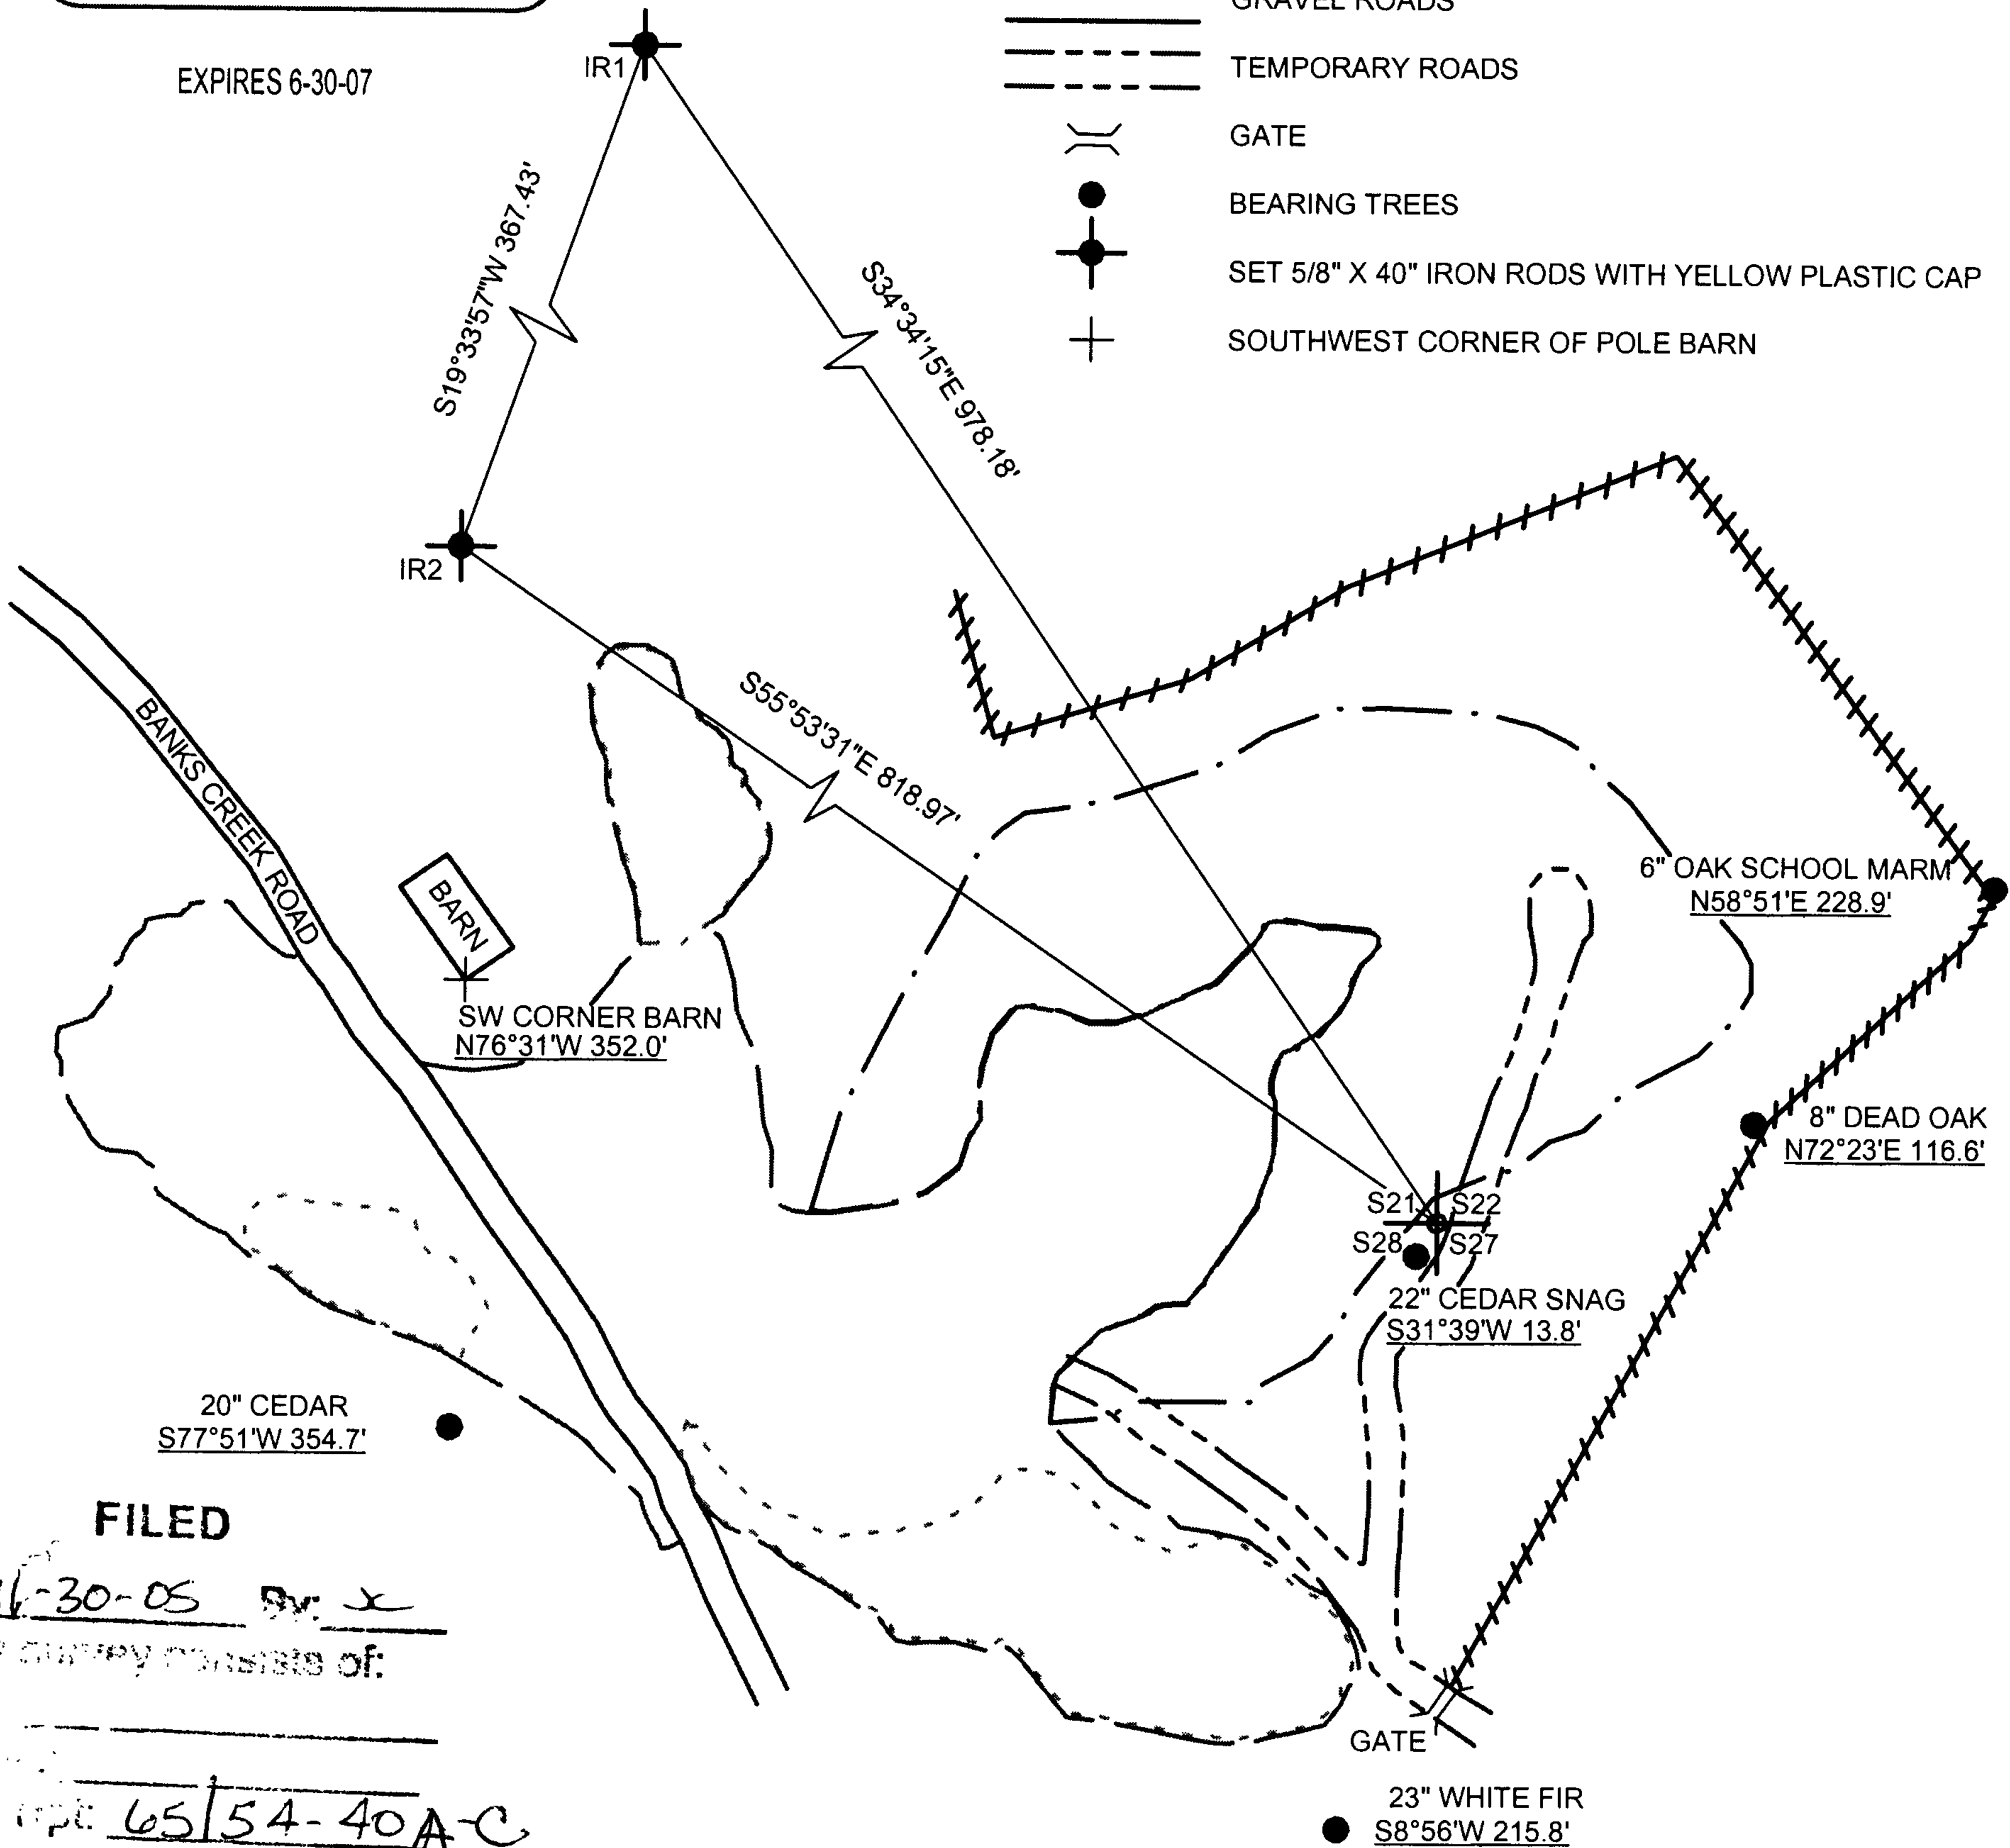 GRAVEL ROADS
EXPIRES 6-30-07
IR1
TEMPORARY ROADS
GATE
BEARING TREES
SET 5/8" X 40" IRON RODS WITH YELLOW PLASTIC CAP
SOUTHWEST CORNER OF POLE BARN
S19°33'57"W 367.43'
S34°34'15"E 978.18'
IR2
S55°53'31"E 818.97'
BANKS CREEK ROAD
BARN
6" OAK SCHOOL MARM
N58°51'E 228.9'
SW CORNER BARN
N76°31'W 352.0'
8" DEAD OAK
N72°23'E 116.6'
S21 S22
S28 S27
22" CEDAR SNAG
S31°39'W 13.8'
20" CEDAR
S77°51'W 354.7'
FILED
-30-05 By:
survey consists of:
GATE
23" WHITE FIR
S8°56'W 215.8'
65/54-40A-C